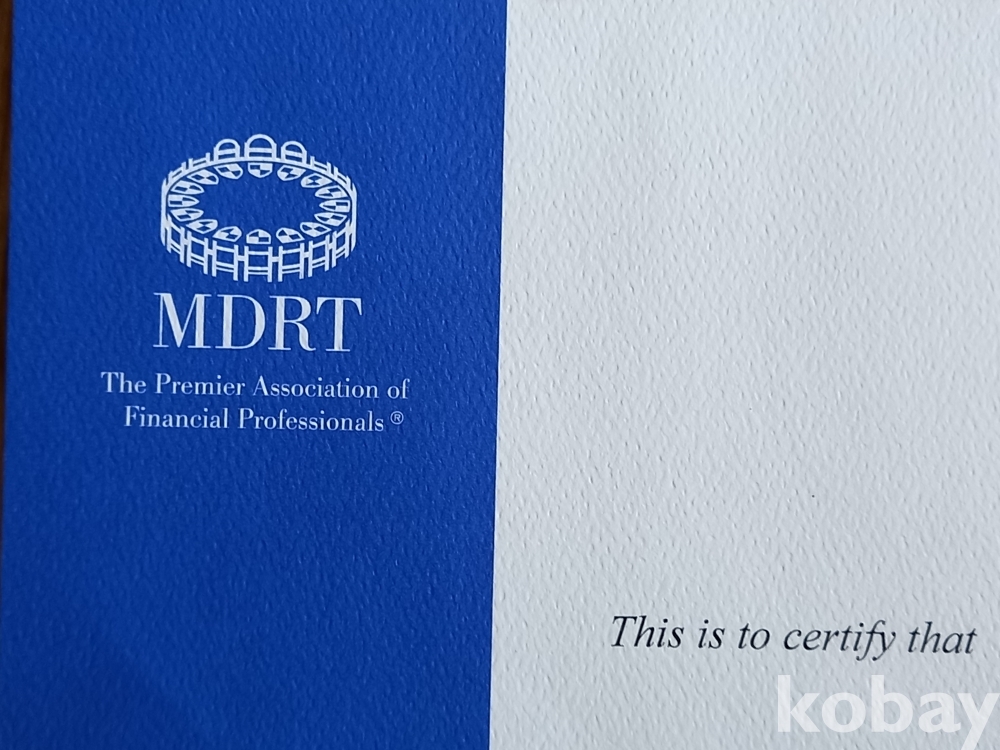 MDRT
The Premier Association of
Financial Professionals ®
This is to certify that
kobay